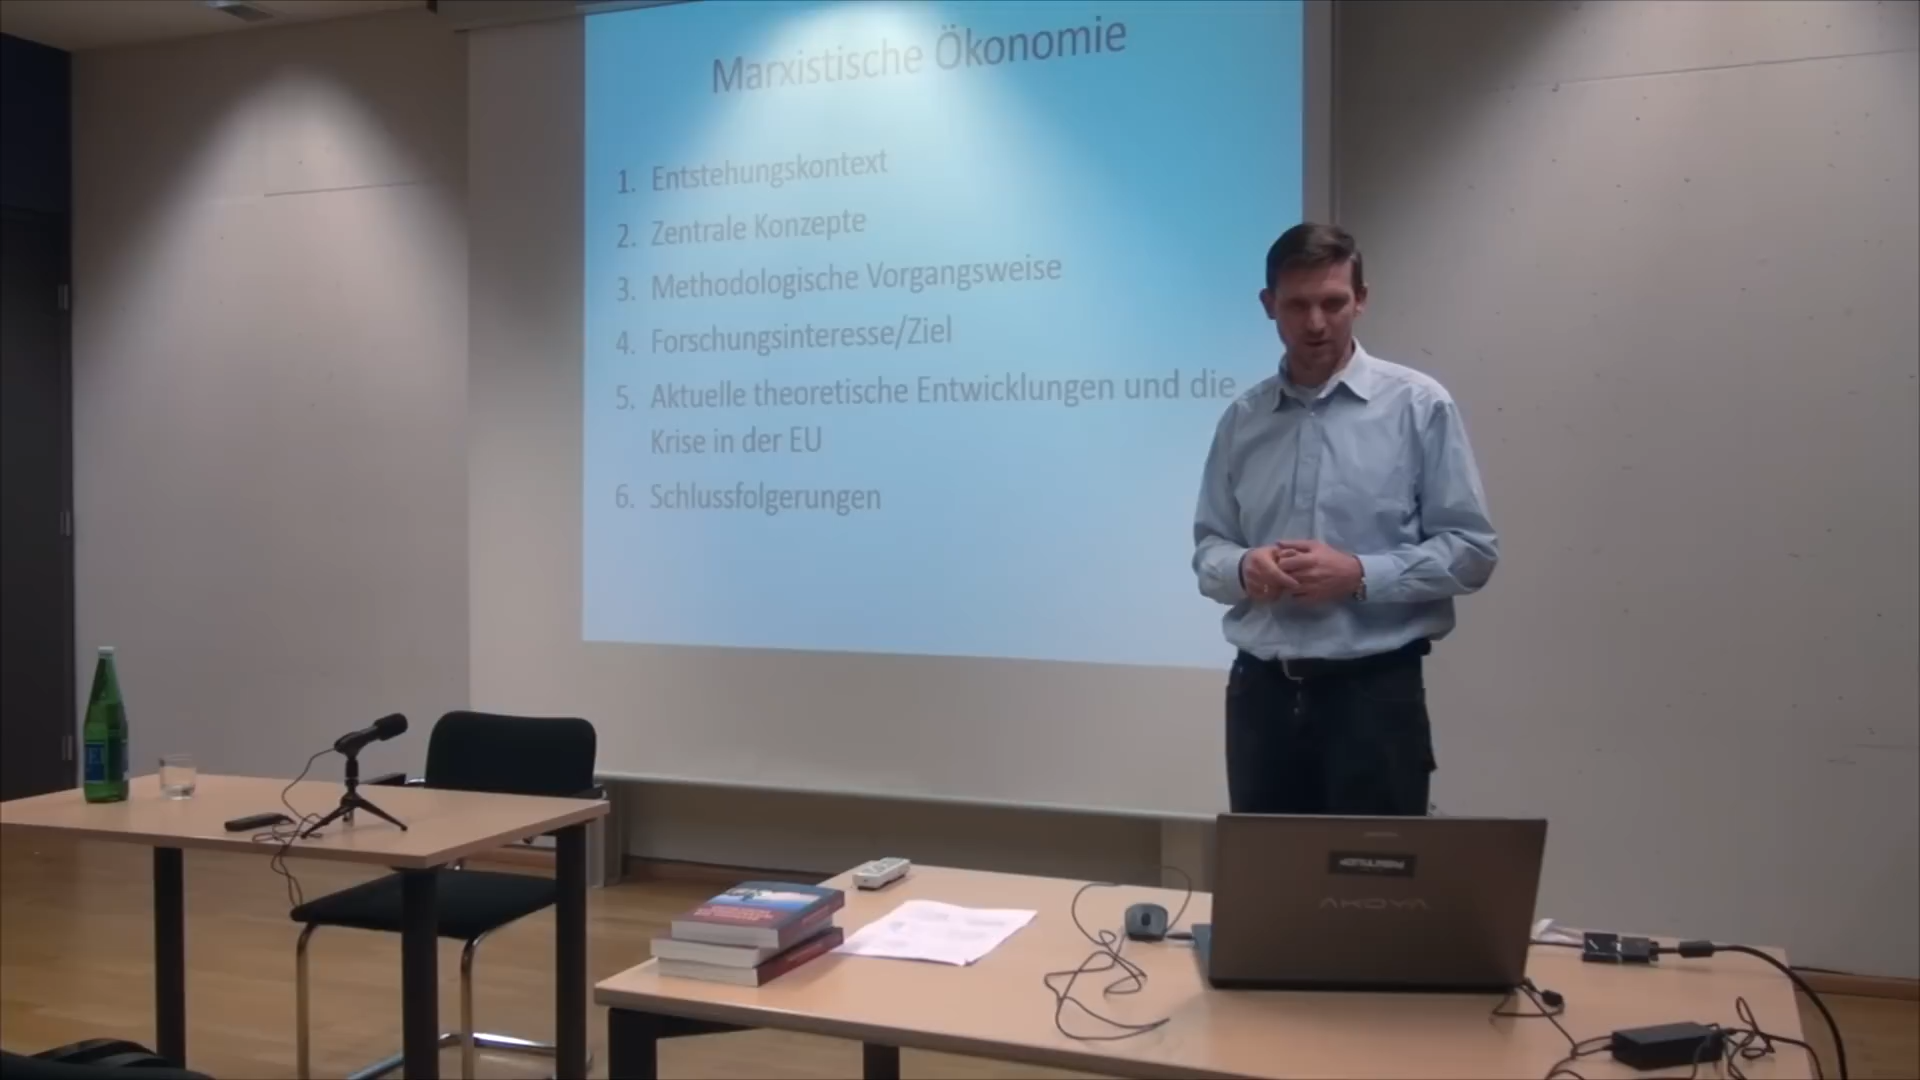 Marxistische Ökonomie
1. Entstehungskontext
2. Zentrale Konzepte
3. Methodologische Vorgangsweise
4. Forschungsinteresse/Ziel
5. Aktuelle theoretische Entwicklungen und die
Krise in der EU
6. Schlussfolgerungen
AKOYA